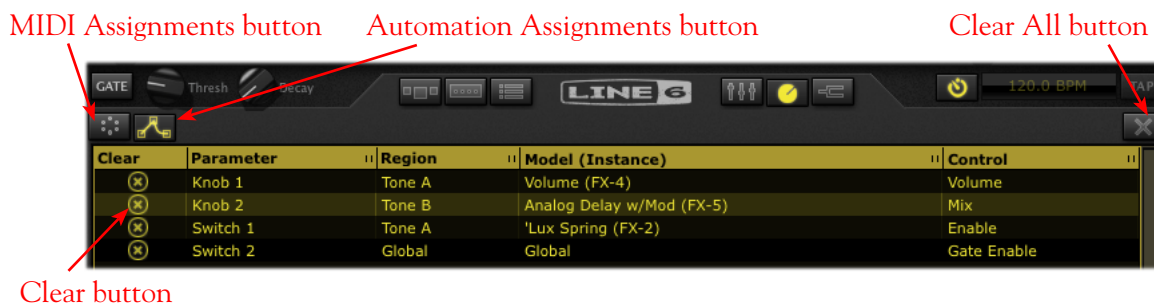 MIDI Assignments button Automation Assignments button Clear All button
GATE Thresh Decay LINE 6 120.0 BPM TAP
Clear Parameter Region Model (Instance) Control
Knob 1 Tone A Volume (FX-4) Volume
Knob 2 Tone B Analog Delay w/Mod (FX-5) Mix
Switch 1 Tone A 'Lux Spring (FX-2) Enable
Switch 2 Global Global Gate Enable
Clear button